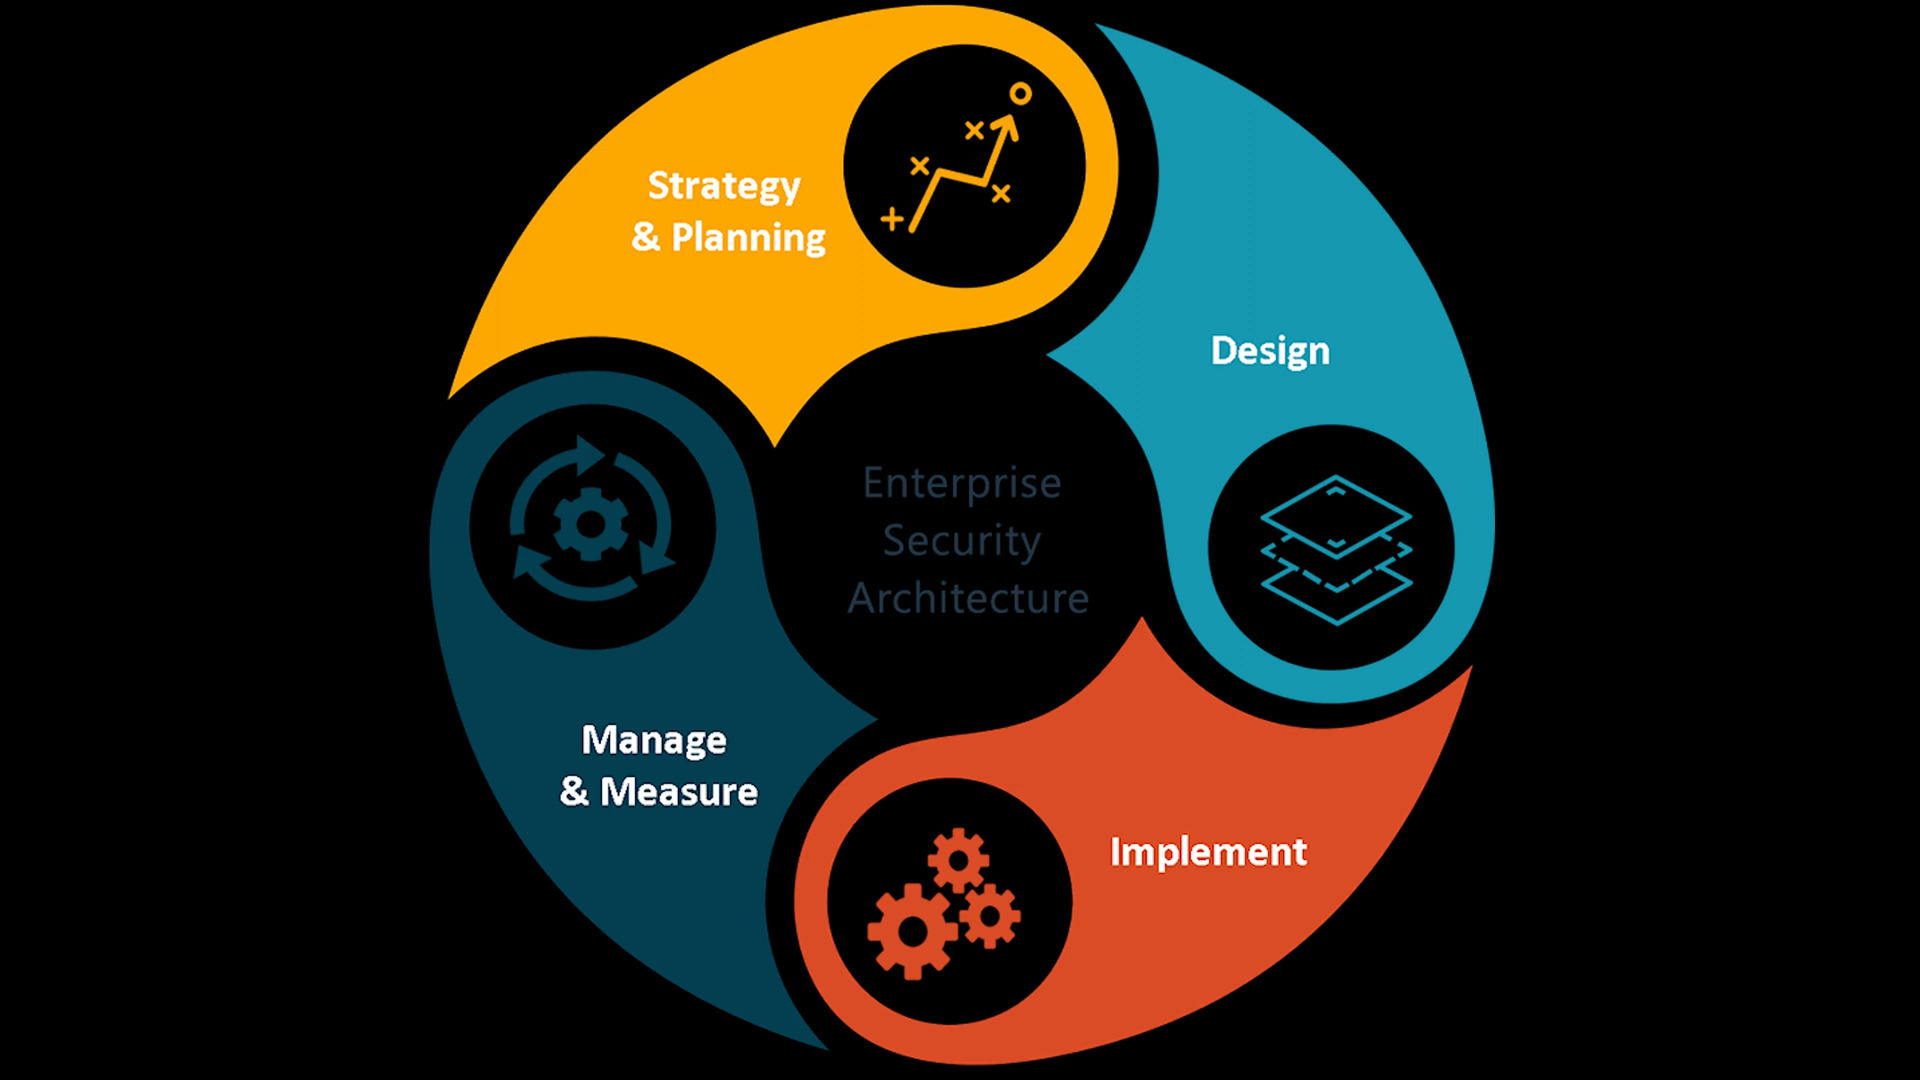 Strategy
& Planning
Design
Enterprise
Security
Architecture
Manage
& Measure
Implement